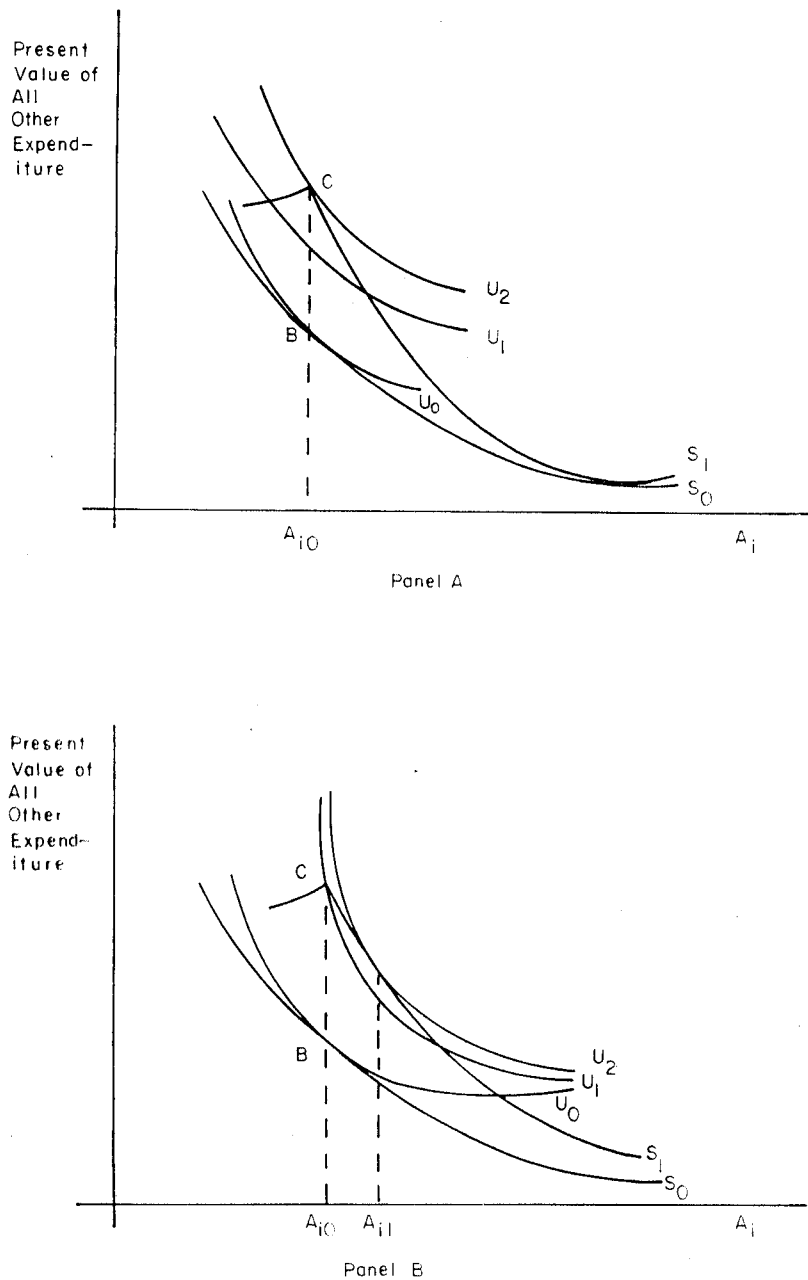 Present
Value of
All
Other
Expend-
iture
C
U2
U1
B
U0
S1
S0
Ai0
Ai
Panel A
Present
Value of
All
Other
Expend-
iture
C
B
U2
U1
U0
S1
S0
Ai0
Ai1
Ai
Panel B